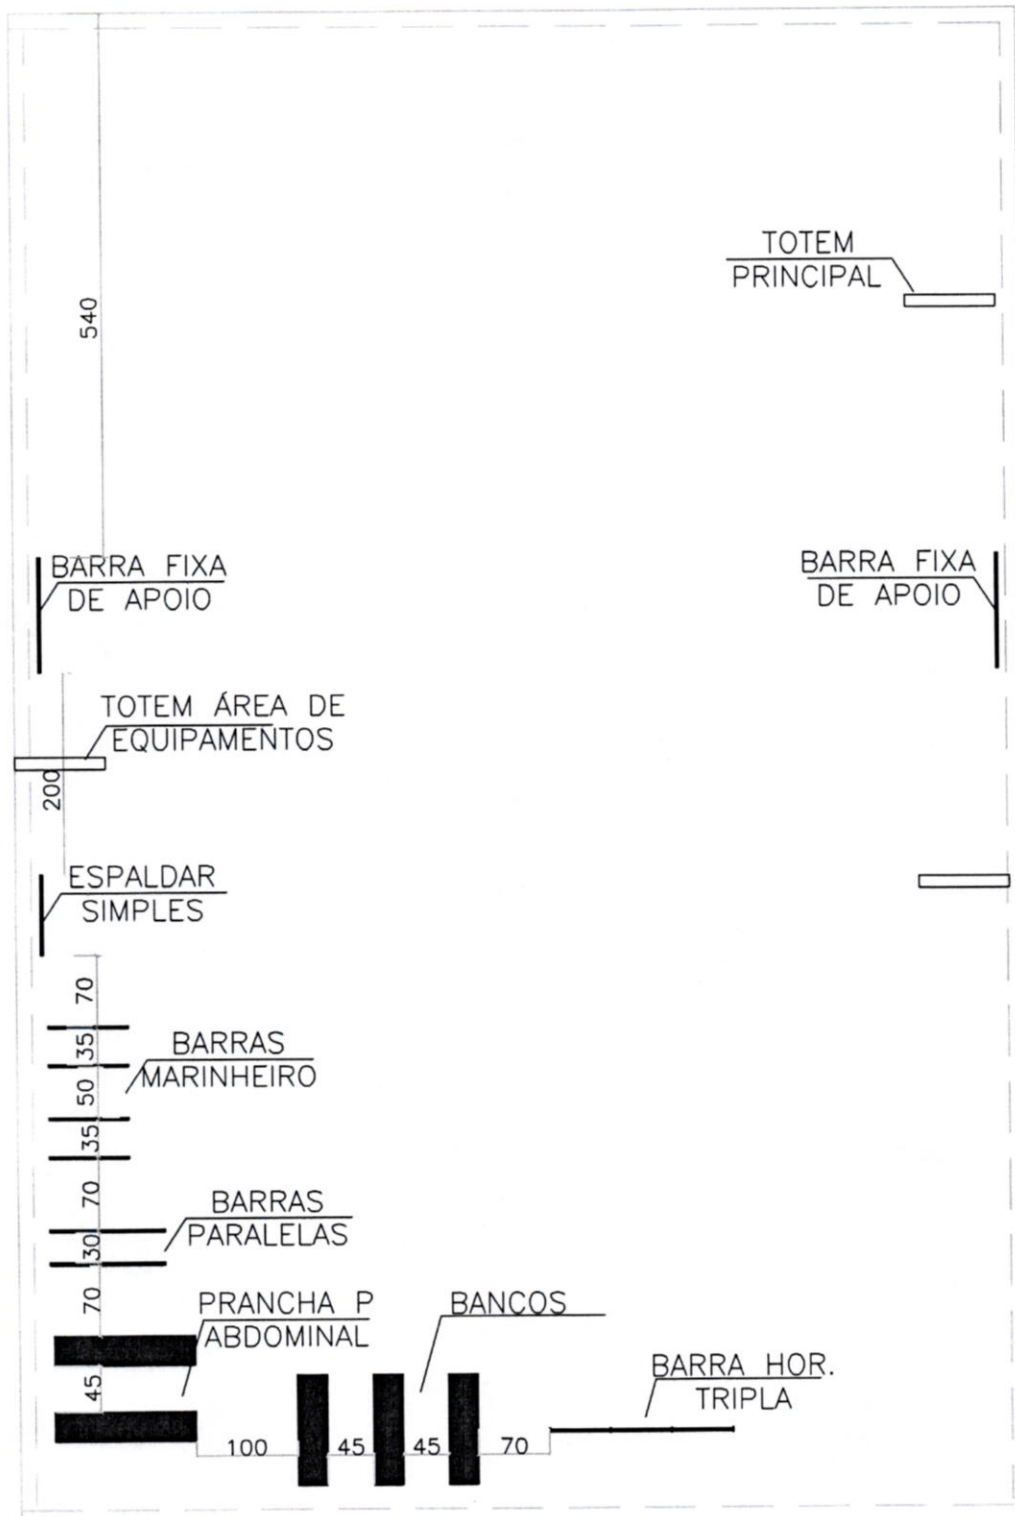 TOTEM
PRINCIPAL
540
BARRA FIXA
DE APOIO
BARRA FIXA
DE APOIO
TOTEM ÁREA DE
EQUIPAMENTOS
200
ESPALDAR
SIMPLES
70
35
BARRAS
MARINHEIRO
50
35
70
BARRAS
PARALELAS
30
70
PRANCHA P
ABDOMINAL
BANCOS
45
BARRA HOR.
TRIPLA
100
45
45
70